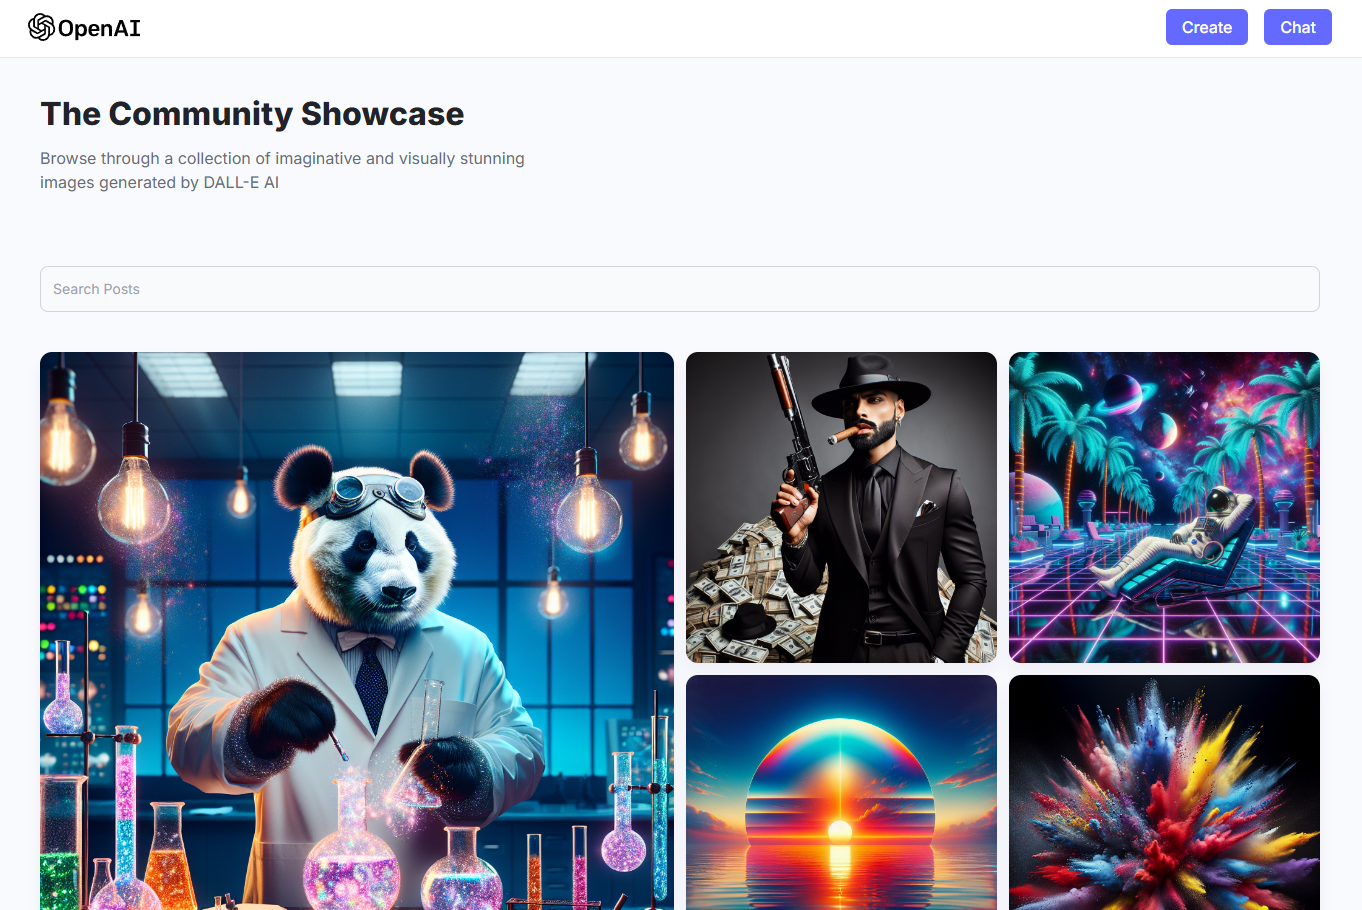 OpenAI
Create
Chat
The Community Showcase
Browse through a collection of imaginative and visually stunning
images generated by DALL-E AI
Search Posts